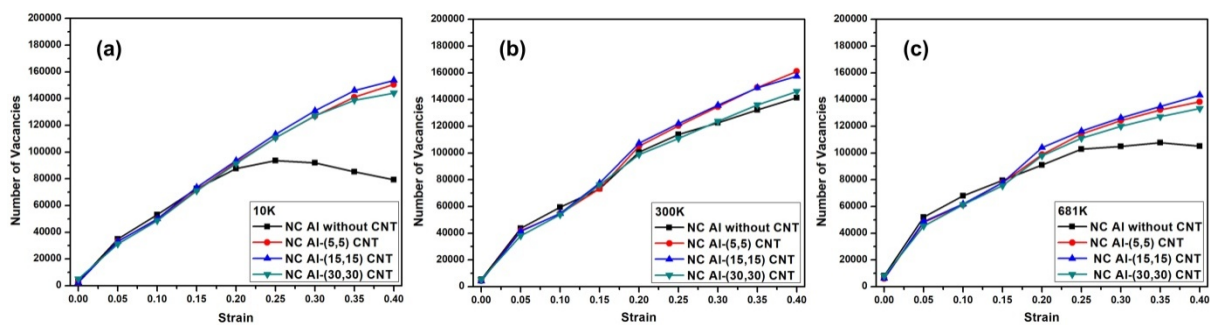 (a)
Number of Vacancies
200000
180000
160000
140000
120000
100000
80000
60000
40000
20000
0
10K
NC Al without CNT
NC Al-(5,5) CNT
NC Al-(15,15) CNT
NC Al-(30,30) CNT
0.00 0.05 0.10 0.15 0.20 0.25 0.30 0.35 0.40
Strain
(b)
Number of Vacancies
200000
180000
160000
140000
120000
100000
80000
60000
40000
20000
0
300K
NC Al without CNT
NC Al-(5,5) CNT
NC Al-(15,15) CNT
NC Al-(30,30) CNT
0.00 0.05 0.10 0.15 0.20 0.25 0.30 0.35 0.40
Strain
(c)
Number of Vacancies
200000
180000
160000
140000
120000
100000
80000
60000
40000
20000
0
681K
NC Al without CNT
NC Al-(5,5) CNT
NC Al-(15,15) CNT
NC Al-(30,30) CNT
0.00 0.05 0.10 0.15 0.20 0.25 0.30 0.35 0.40
Strain